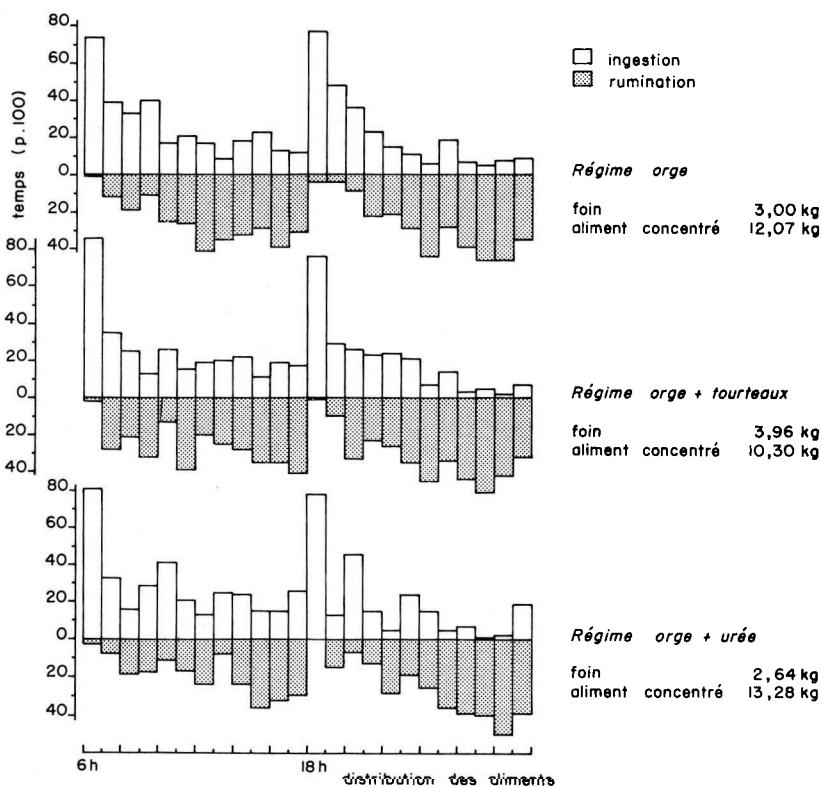 80
60
40
20
0
20
40
temps (p.100)
ingestion
rumination
Régime orge
foin 3,00 kg
aliment concentré 12,07 kg
80
60
40
20
0
20
40
Régime orge + tourteaux
foin 3,96 kg
aliment concentré 10,30 kg
80
60
40
20
0
20
40
Régime orge + urée
foin 2,64 kg
aliment concentré 13,28 kg
6h 18h
distribution des aliments